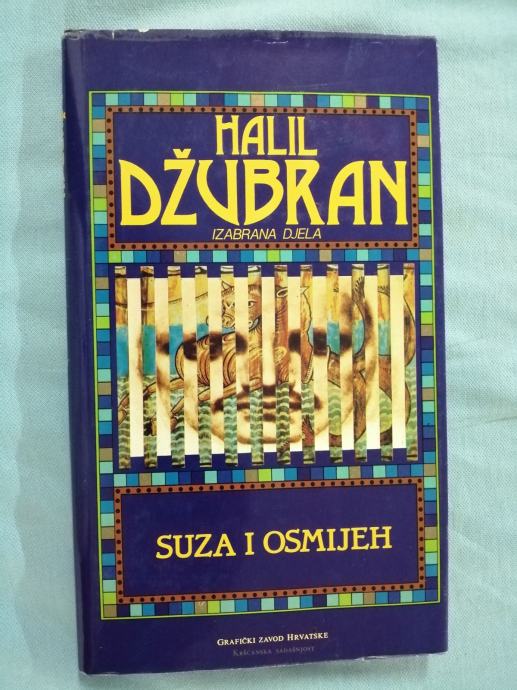 HALIL
DŽUBRAN
IZABRANA DJELA
SUZA I OSMIJEH
GRAFIČKI ZAVOD HRVATSKE
KRŠĆANSKA SADAŠNJOST